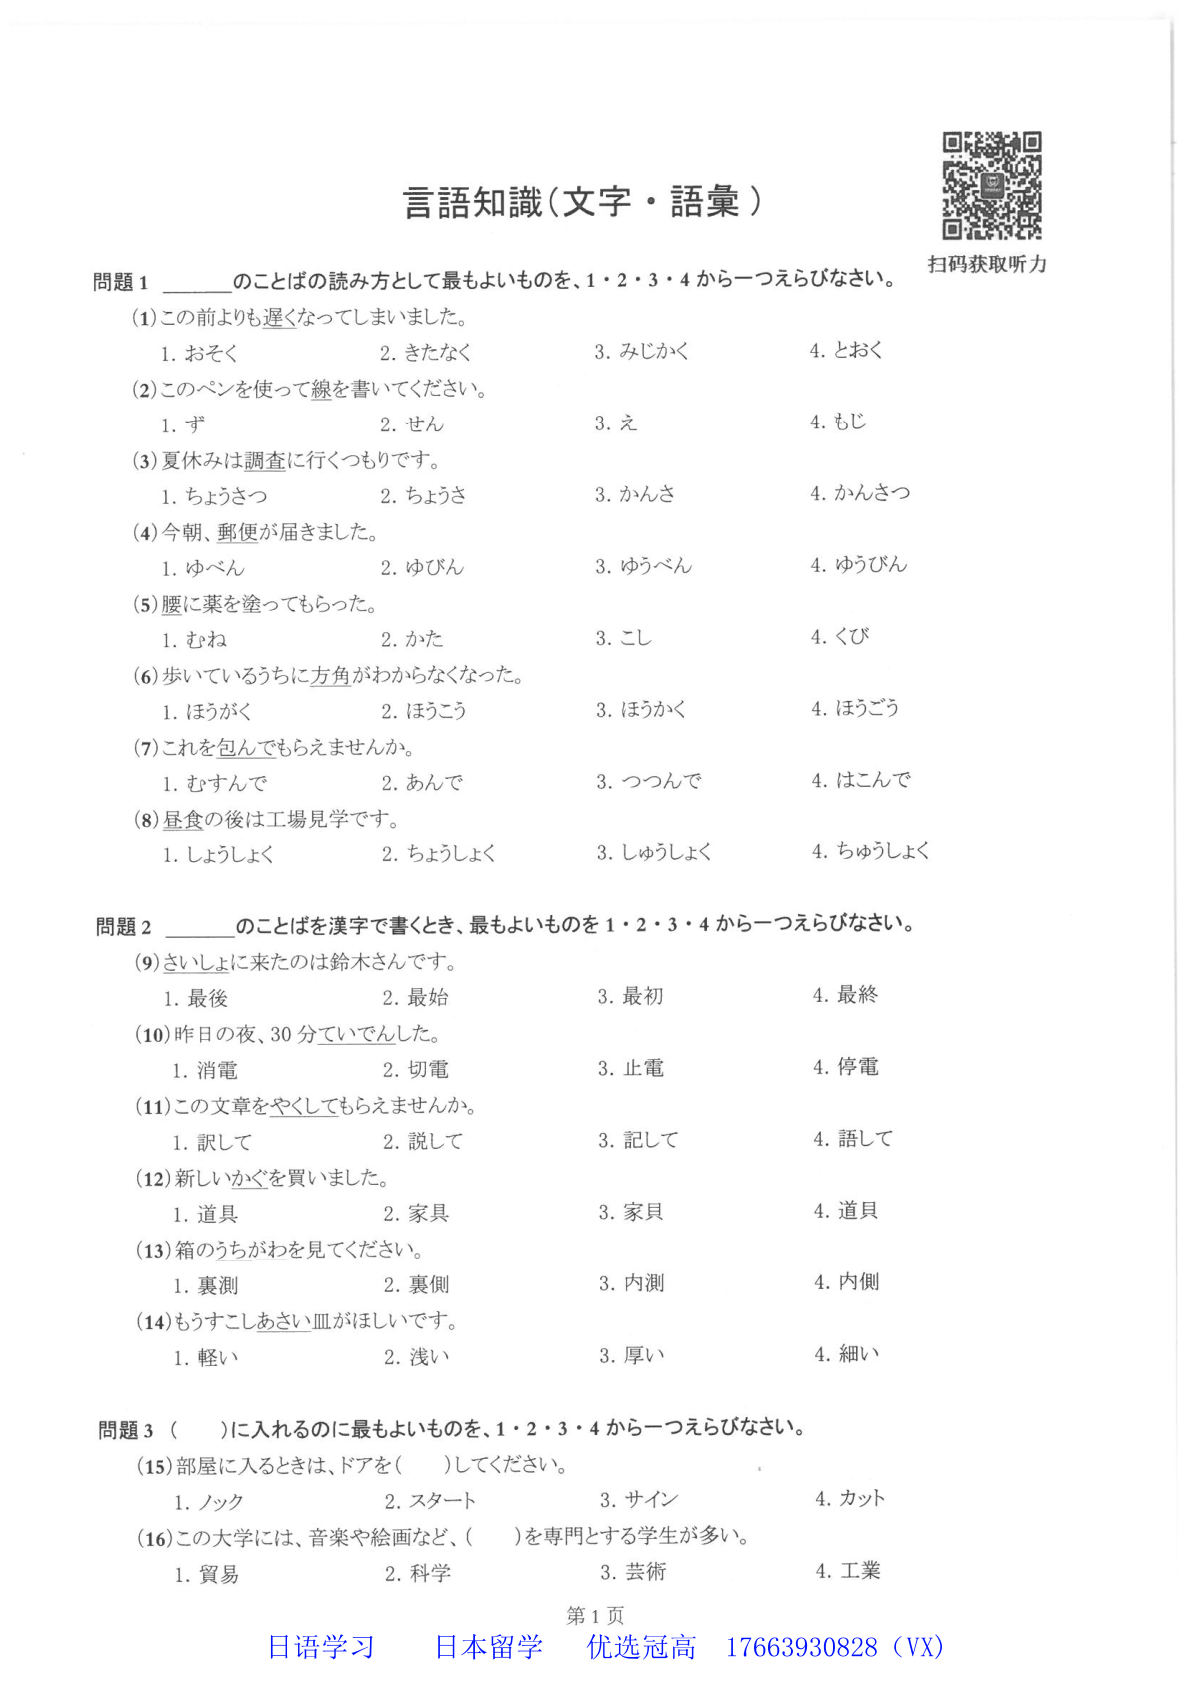 言語知識(文字・語彙)
扫码获取听力
問題1 ______のことばの読み方として最もよいものを、1・2・3・4から一つえらびなさい。
(1)この前よりも遅くなってしまいました。
1. おそく 2. きたなく 3. みじかく 4. とおく
(2)このペンを使って線を書いてください。
1. ず 2. せん 3. え 4. もじ
(3)夏休みは調査に行くつもりです。
1. ちょうさつ 2. ちょうさ 3. かんさ 4. かんさつ
(4)今朝、郵便が届きました。
1. ゆべん 2. ゆびん 3. ゆうべん 4. ゆうびん
(5)腰に薬を塗ってもらった。
1. むね 2. かた 3. こし 4. くび
(6)歩いているうちに方角がわからなくなった。
1. ほうがく 2. ほうこう 3. ほうかく 4. ほうごう
(7)これを包んでもらえませんか。
1. むすんで 2. あんで 3. つつんで 4. はこんで
(8)昼食の後は工場見学です。
1. しょうしょく 2. ちょうしょく 3. しゅうしょく 4. ちゅうしょく
問題2 ______のことばを漢字で書くとき、最もよいものを1・2・3・4から一つえらびなさい。
(9)さいしょに来たのは鈴木さんです。
1. 最後 2. 最始 3. 最初 4. 最終
(10)昨日の夜、30分ていでんした。
1. 消電 2. 切電 3. 止電 4. 停電
(11)この文章をやくしてもらえませんか。
1. 訳して 2. 説して 3. 記して 4. 語して
(12)新しいかぐを買いました。
1. 道具 2. 家具 3. 家貝 4. 道貝
(13)箱のうちがわを見てください。
1. 裏測 2. 裏側 3. 内測 4. 内側
(14)もうすこしあさい皿がほしいです。
1. 軽い 2. 浅い 3. 厚い 4. 細い
問題3 ( )に入れるのに最もよいものを、1・2・3・4から一つえらびなさい。
(15)部屋に入るときは、ドアを( )してください。
1. ノック 2. スタート 3. サイン 4. カット
(16)この大学には、音楽や絵画など、( )を専門とする学生が多い。
1. 貿易 2. 科学 3. 芸術 4. 工業
第1页
日语学习 日本留学 优选冠高 17663930828(VX)